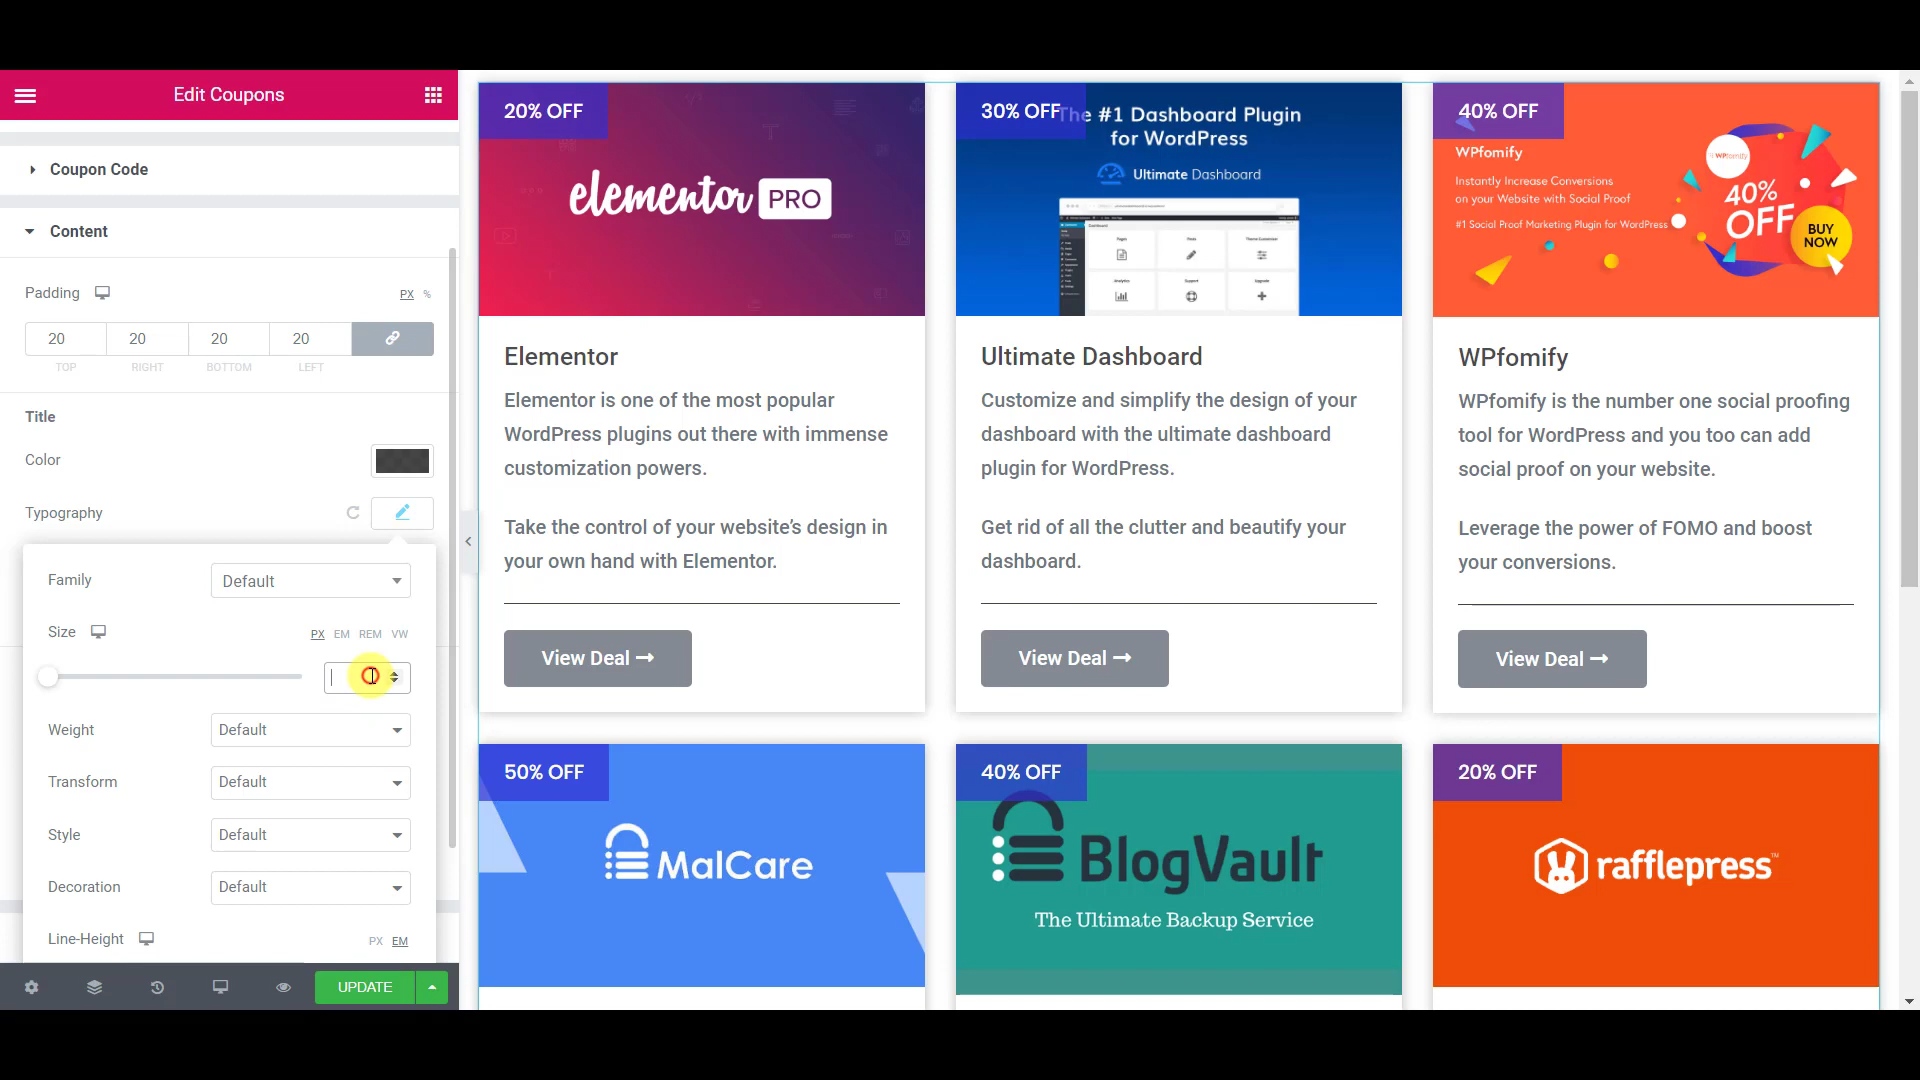 Edit Coupons
Coupon Code
Content
Padding
PX %
20 20 20 20
TOP RIGHT BOTTOM LEFT
Title
Color
Typography
Family
Default
Size
PX EM REM VW
Weight
Default
Transform
Default
Style
Default
Decoration
Default
Line-Height
PX EM
UPDATE
20% OFF
elementor PRO
Elementor
Elementor is one of the most popular
WordPress plugins out there with immense
customization powers.
Take the control of your website's design in
your own hand with Elementor.
View Deal
30% OFF
The #1 Dashboard Plugin
for WordPress
Ultimate Dashboard
Pages
Posts
Theme Customizer
Analytics
Support
Upgrade
Ultimate Dashboard
Customize and simplify the design of your
dashboard with the ultimate dashboard
plugin for WordPress.
Get rid of all the clutter and beautify your
dashboard.
View Deal
40% OFF
WPfomify
Instantly Increase Conversions
on your Website with Social Proof
#1 Social Proof Marketing Plugin for WordPress
WPfomify
40%
OFF
BUY
NOW
WPfomify
WPfomify is the number one social proofing
tool for WordPress and you too can add
social proof on your website.
Leverage the power of FOMO and boost
your conversions.
View Deal
50% OFF
MalCare
40% OFF
BlogVault
The Ultimate Backup Service
20% OFF
rafflepress™